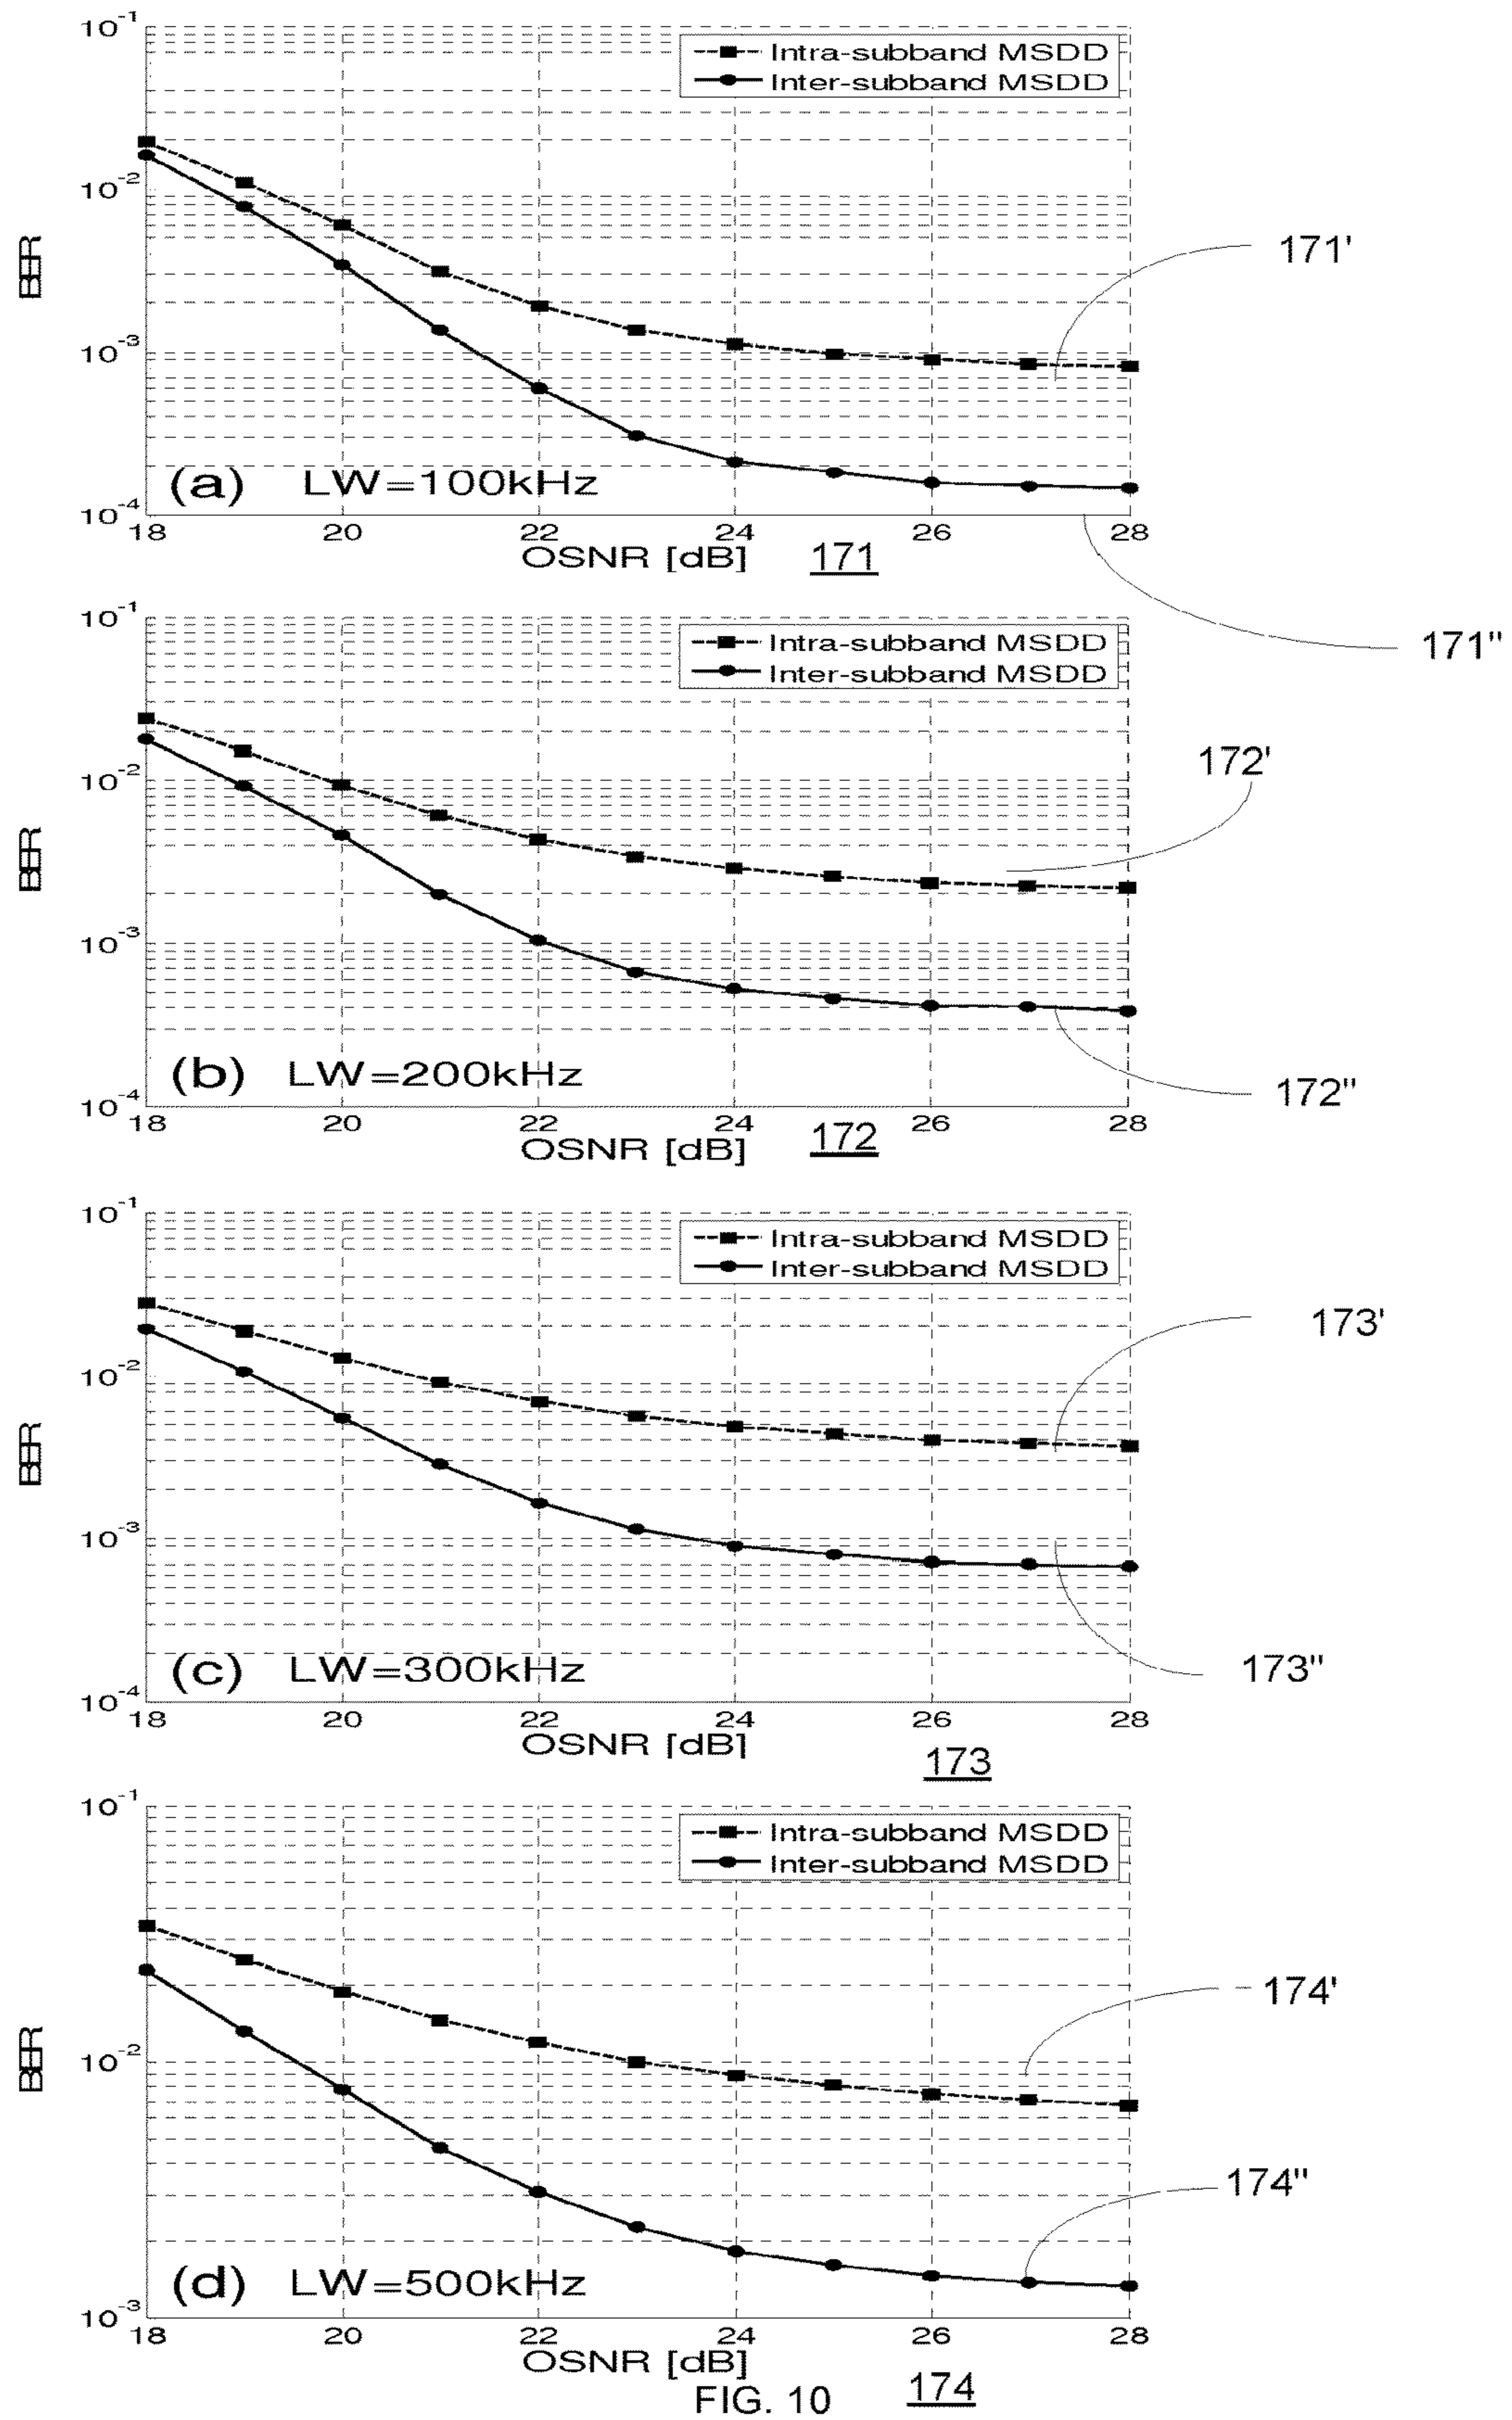 10-1
Intra-subband MSDD
Inter-subband MSDD
10-2
BER
171'
10-3
(a) LW=100kHz
10-4
18 20 22 24 26 28
OSNR [dB] 171
171"
10-1
Intra-subband MSDD
Inter-subband MSDD
172'
10-2
BER
10-3
(b) LW=200kHz
172"
10-4
18 20 22 24 26 28
OSNR [dB] 172
10-1
Intra-subband MSDD
Inter-subband MSDD
173'
10-2
BER
10-3
(c) LW=300kHz
173"
10-4
18 20 22 24 26 28
OSNR [dB]
173
10-1
Intra-subband MSDD
Inter-subband MSDD
174'
10-2
BER
174"
(d) LW=500kHz
10-3
18 20 22 24 26 28
OSNR [dB]
FIG. 10 174